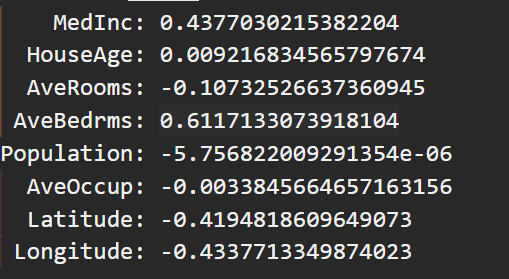 MedInc: 0.4377030215382204
HouseAge: 0.009216834565797674
AveRooms: -0.10732526637360945
AveBedrms: 0.6117133073918104
Population: -5.756822009291354e-06
AveOccup: -0.0033845664657163156
Latitude: -0.4194818609649073
Longitude: -0.4337713349874023